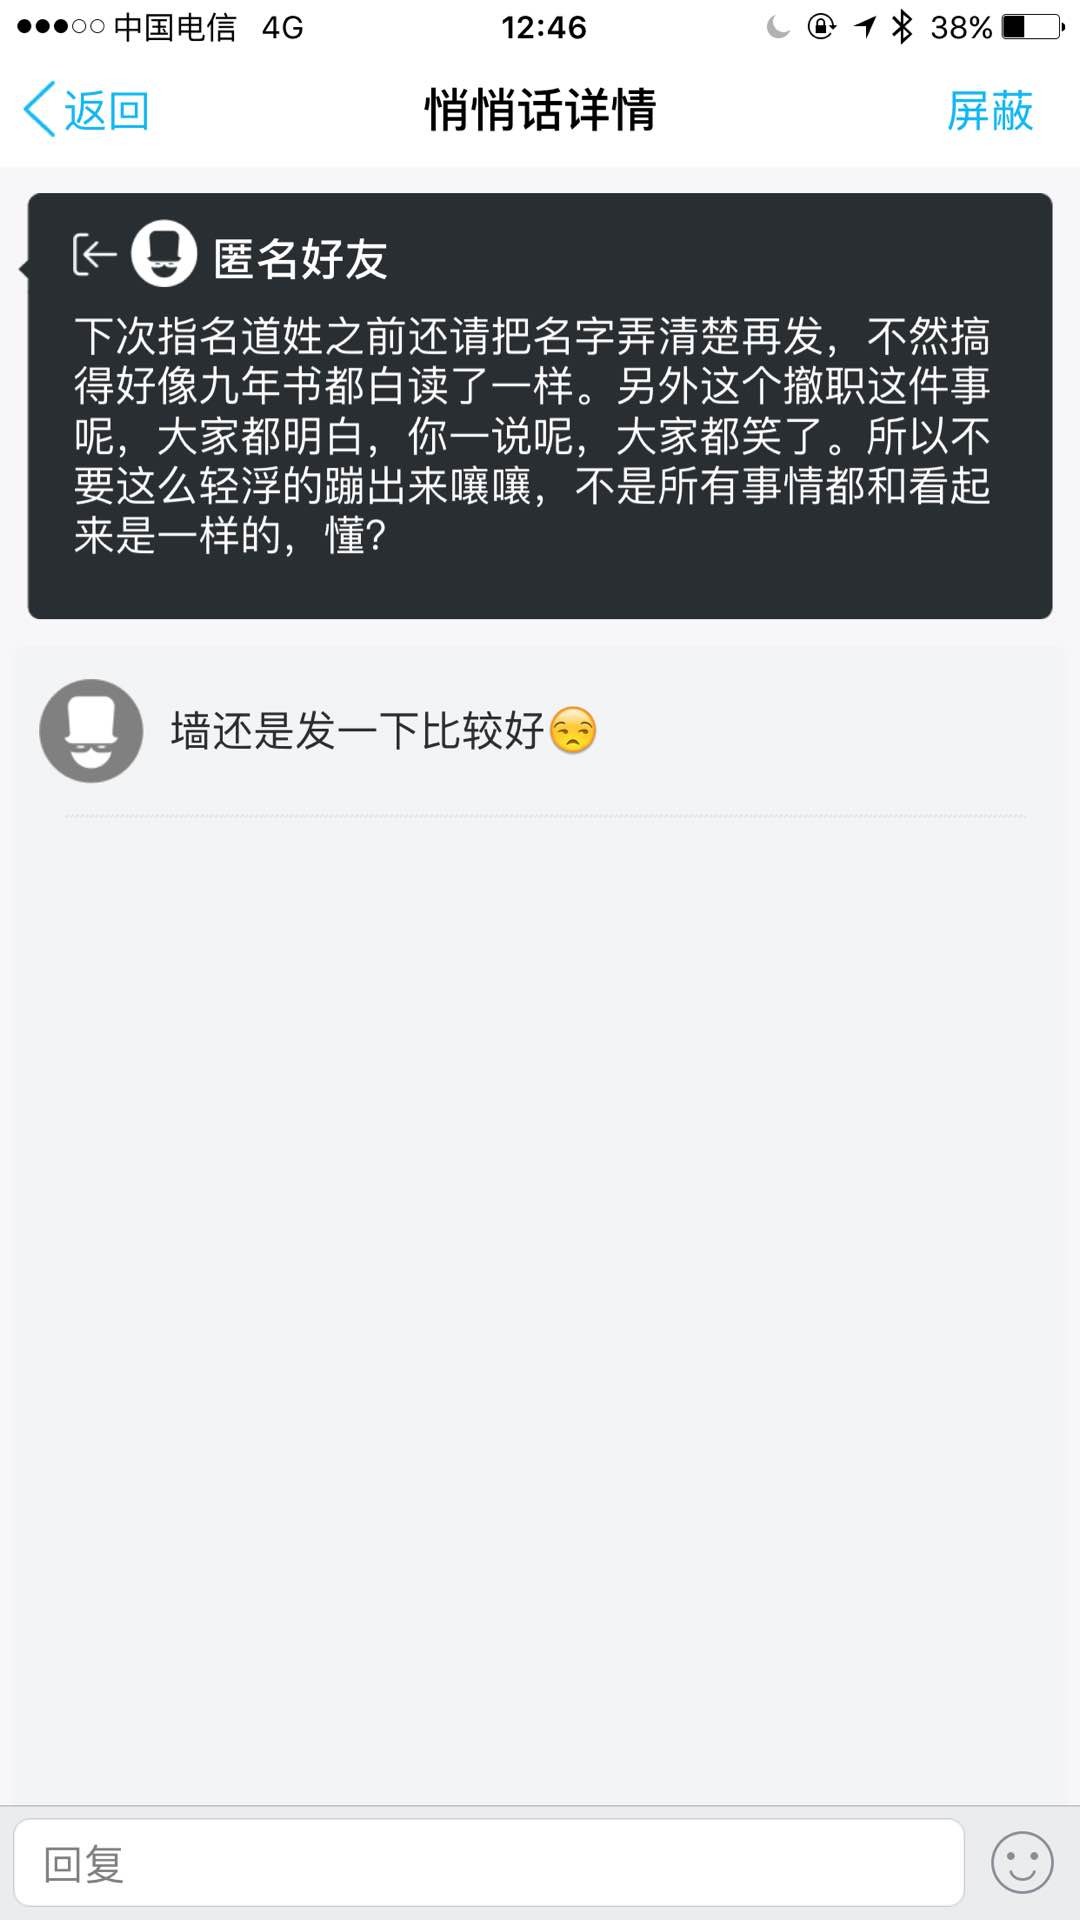 中国电信 4G 12:46 38%
返回 悄悄话详情 屏蔽
匿名好友
下次指名道姓之前还请把名字弄清楚再发，不然搞
得好像九年书都白读了一样。另外这个撤职这件事
呢，大家都明白，你一说呢，大家都笑了。所以不
要这么轻浮的蹦出来嚷嚷，不是所有事情都和看起
来是一样的，懂？
墙还是发一下比较好😒
回复